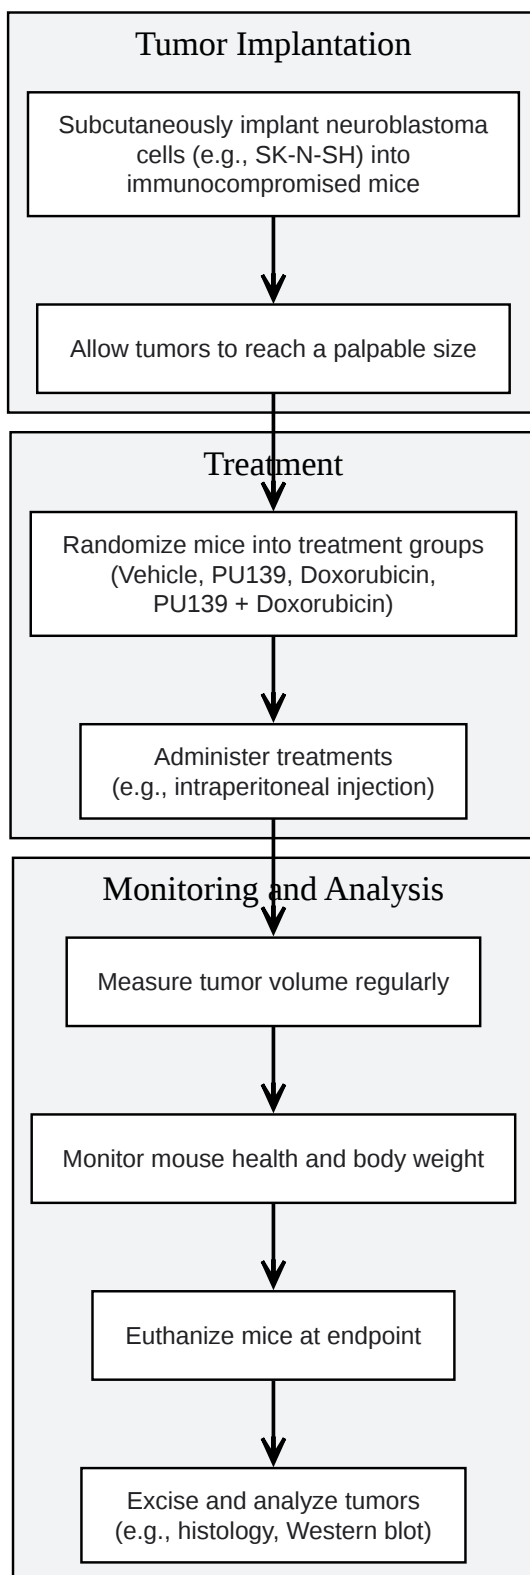 Tumor Implantation
Subcutaneously implant neuroblastoma
cells (e.g., SK-N-SH) into
immunocompromised mice
Allow tumors to reach a palpable size
Treatment
Randomize mice into treatment groups
(Vehicle, PU139, Doxorubicin,
PU139 + Doxorubicin)
Administer treatments
(e.g., intraperitoneal injection)
Monitoring and Analysis
Measure tumor volume regularly
Monitor mouse health and body weight
Euthanize mice at endpoint
Excise and analyze tumors
(e.g., histology, Western blot)